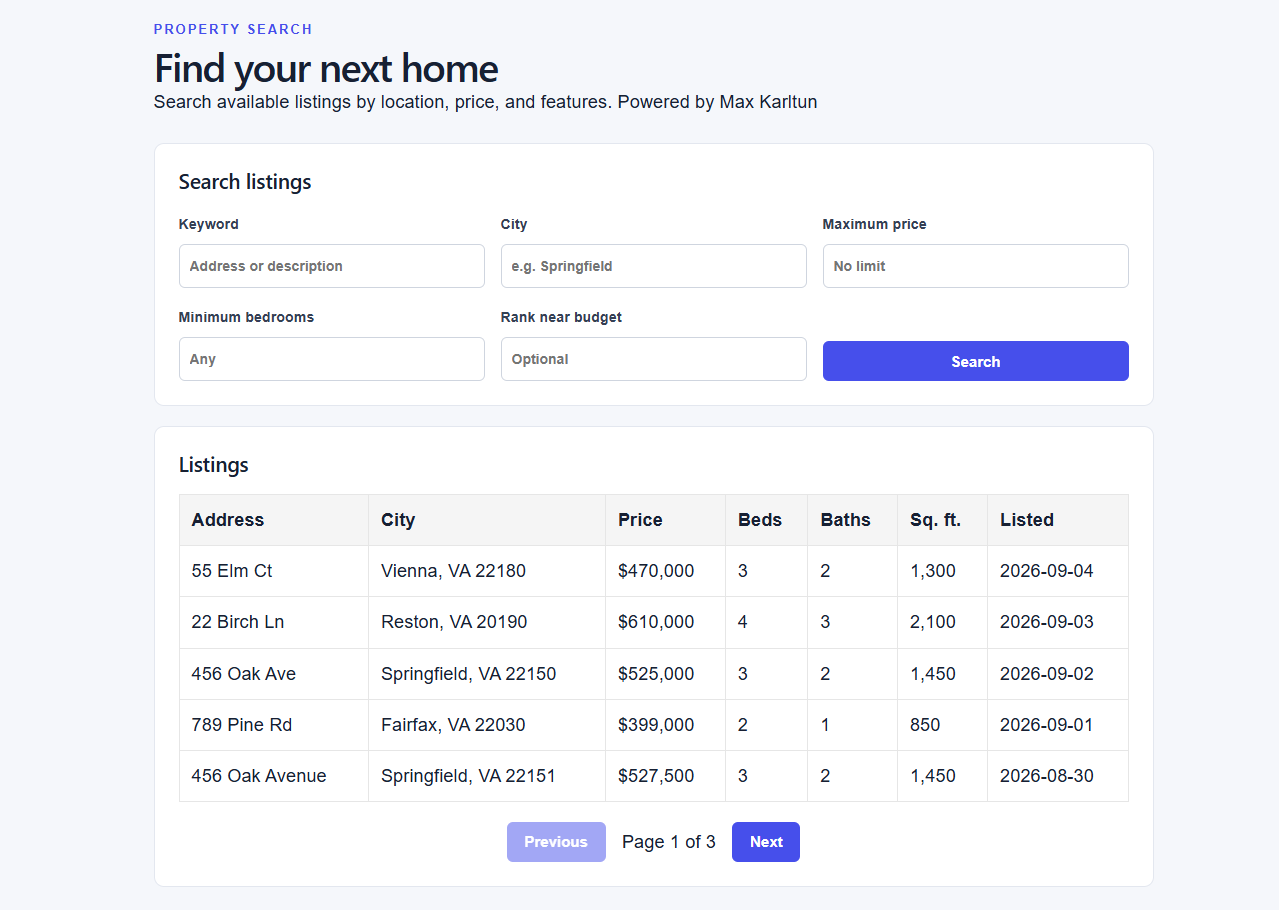 PROPERTY SEARCH
Find your next home
Search available listings by location, price, and features. Powered by Max Karltun
Search listings
Keyword City Maximum price
Address or description e.g. Springfield No limit
Minimum bedrooms Rank near budget
Any Optional Search
Listings
Address City Price Beds Baths Sq. ft. Listed
55 Elm Ct Vienna, VA 22180 $470,000 3 2 1,300 2026-09-04
22 Birch Ln Reston, VA 20190 $610,000 4 3 2,100 2026-09-03
456 Oak Ave Springfield, VA 22150 $525,000 3 2 1,450 2026-09-02
789 Pine Rd Fairfax, VA 22030 $399,000 2 1 850 2026-09-01
456 Oak Avenue Springfield, VA 22151 $527,500 3 2 1,450 2026-08-30
Previous Page 1 of 3 Next